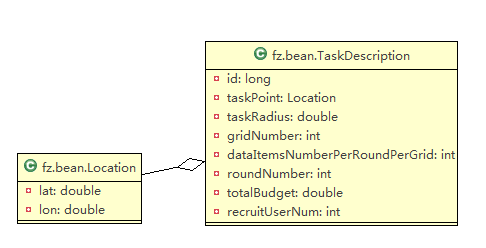 C fz.bean.TaskDescription
id: long
taskPoint: Location
taskRadius: double
gridNumber: int
dataItemsNumberPerRoundPerGrid: int
roundNumber: int
totalBudget: double
recruitUserNum: int
C fz.bean.Location
lat: double
lon: double